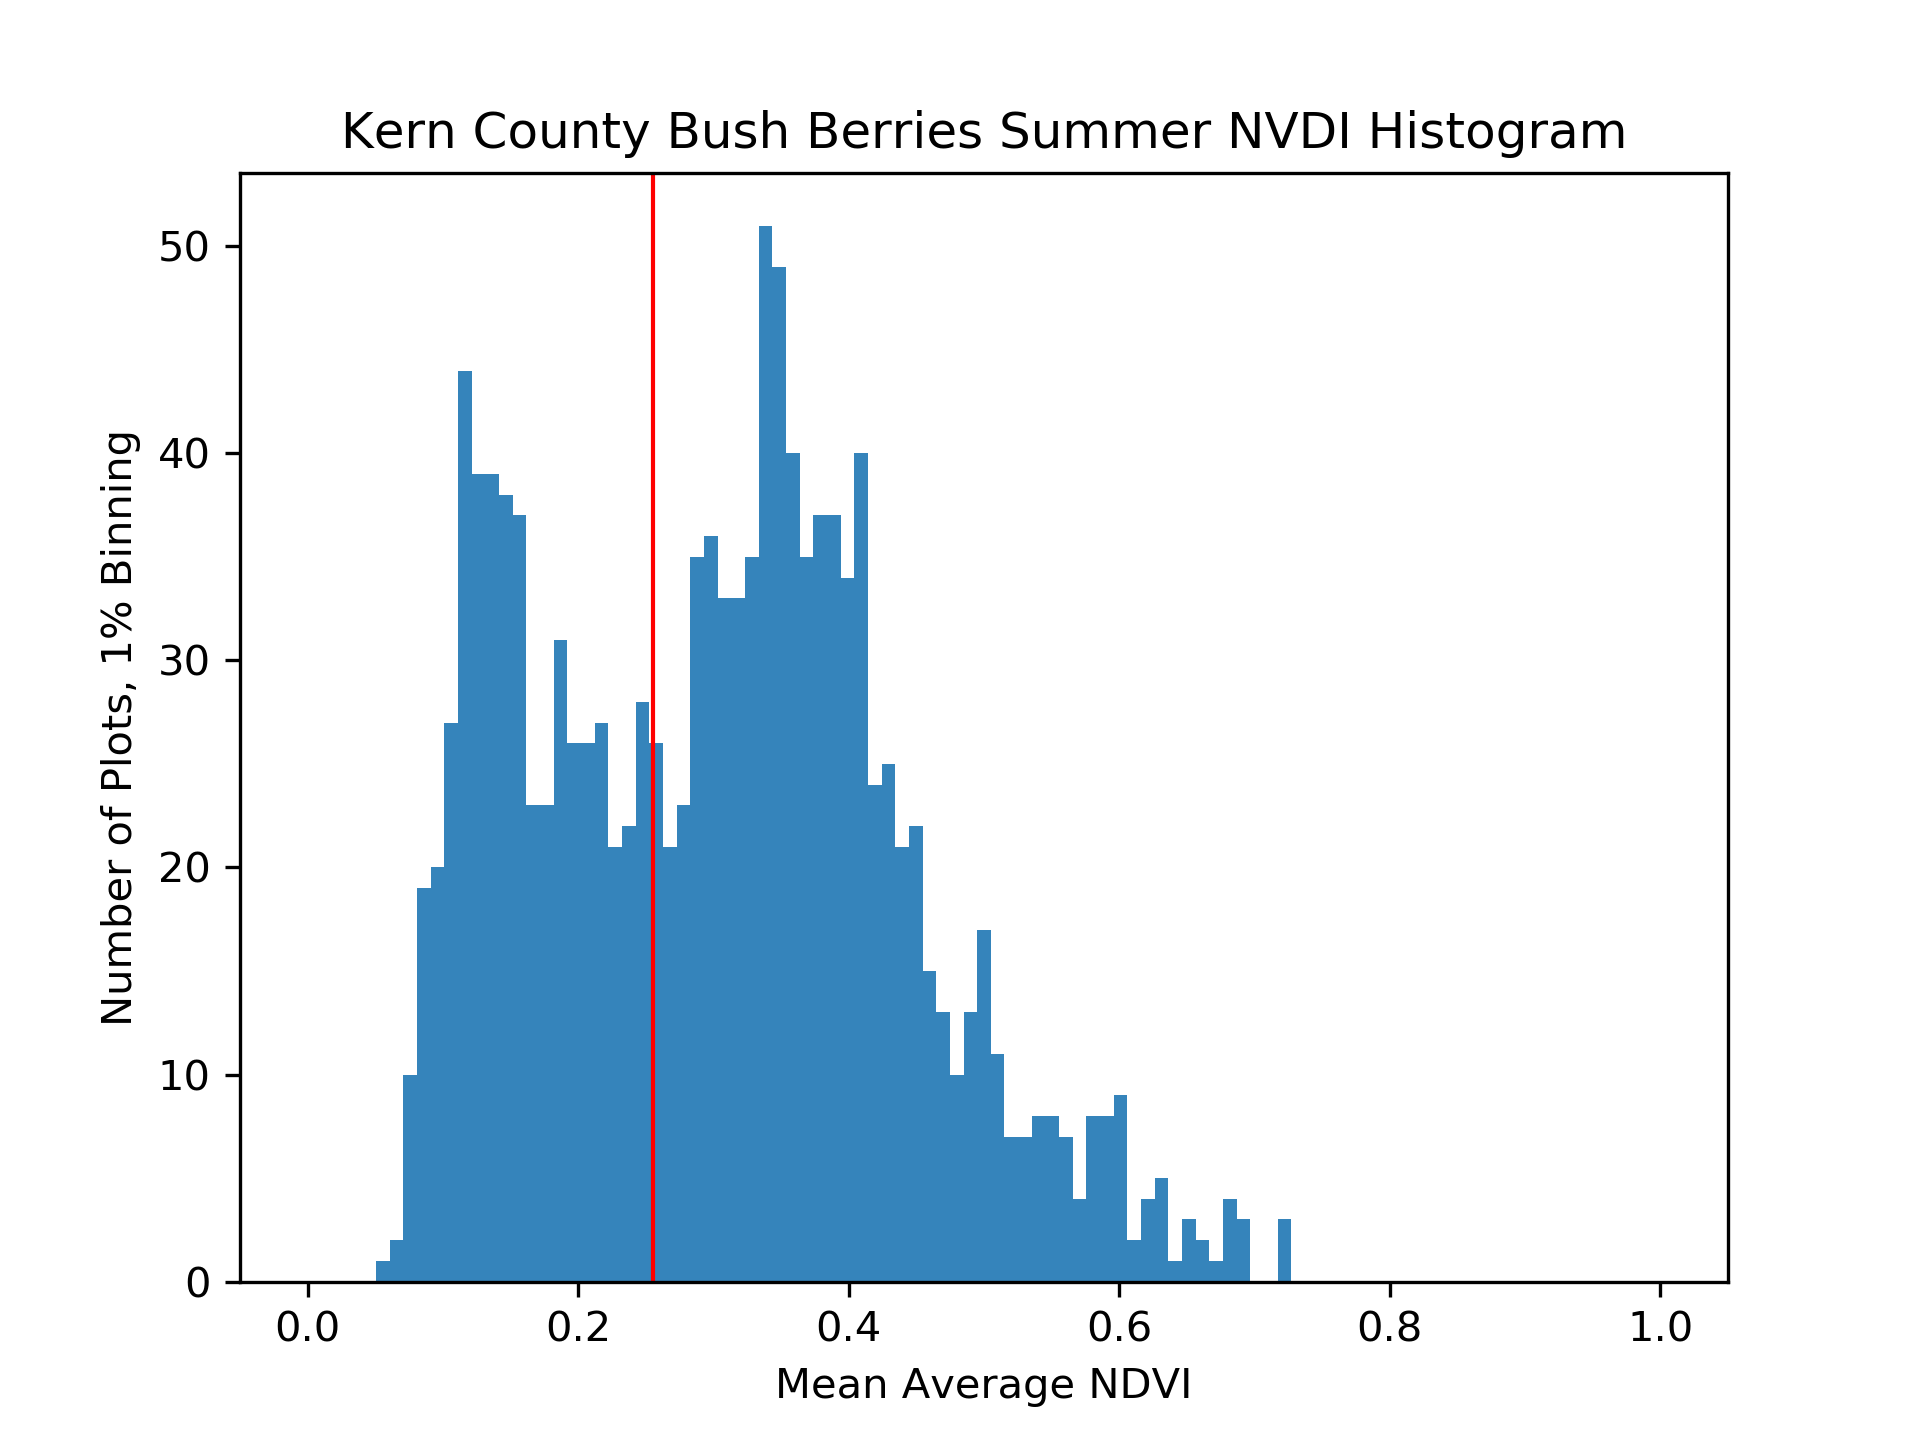 Kern County Bush Berries Summer NVDI Histogram
Number of Plots, 1% Binning
50
40
30
20
10
0
0.0 0.2 0.4 0.6 0.8 1.0
Mean Average NDVI